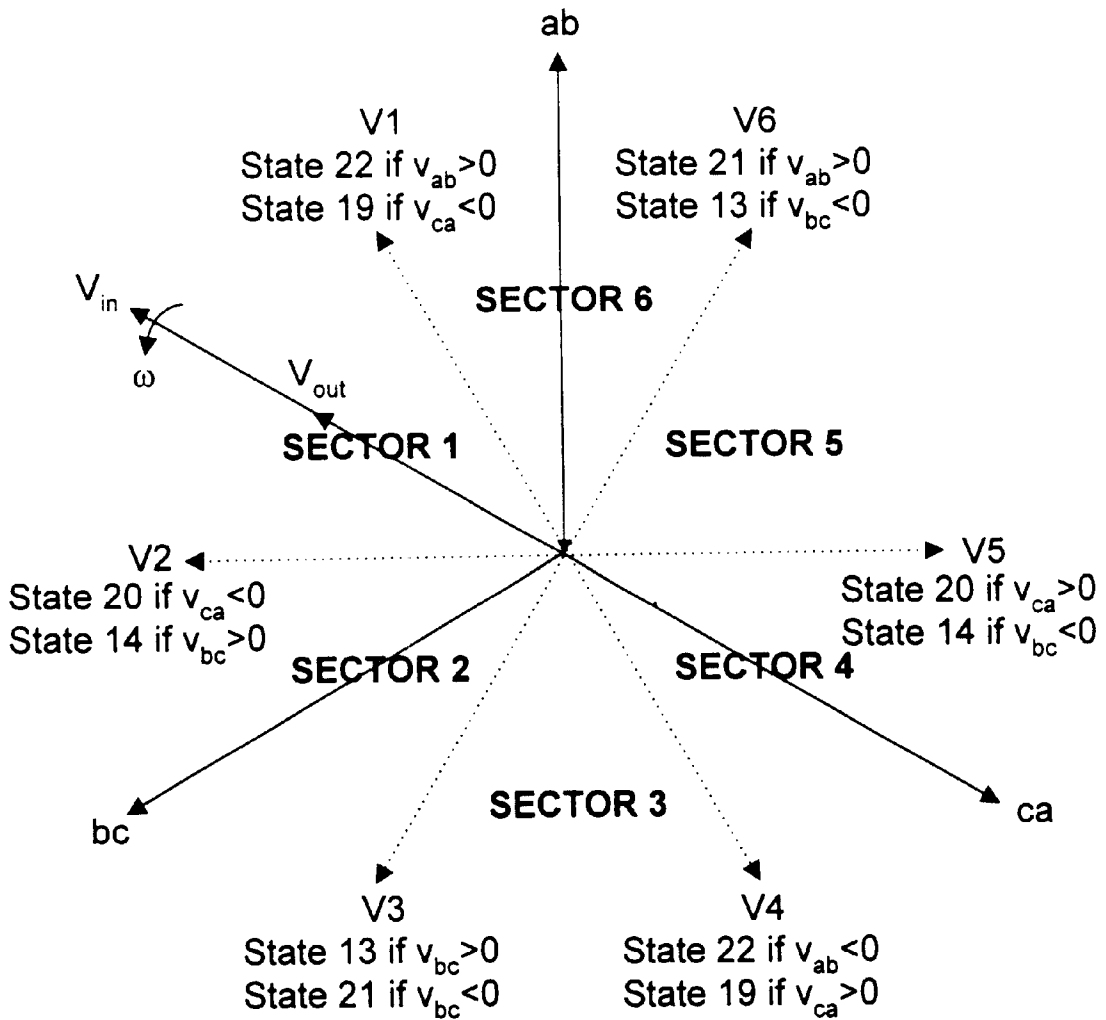 ab
V1
State 22 if v_ab>0
State 19 if v_ca<0
V6
State 21 if v_ab>0
State 13 if v_bc<0
V_in
ω
SECTOR 6
V_out
SECTOR 1
SECTOR 5
V2
State 20 if v_ca<0
State 14 if v_bc>0
V5
State 20 if v_ca>0
State 14 if v_bc<0
SECTOR 2
SECTOR 4
bc
SECTOR 3
ca
V3
State 13 if v_bc>0
State 21 if v_bc<0
V4
State 22 if v_ab<0
State 19 if v_ca>0